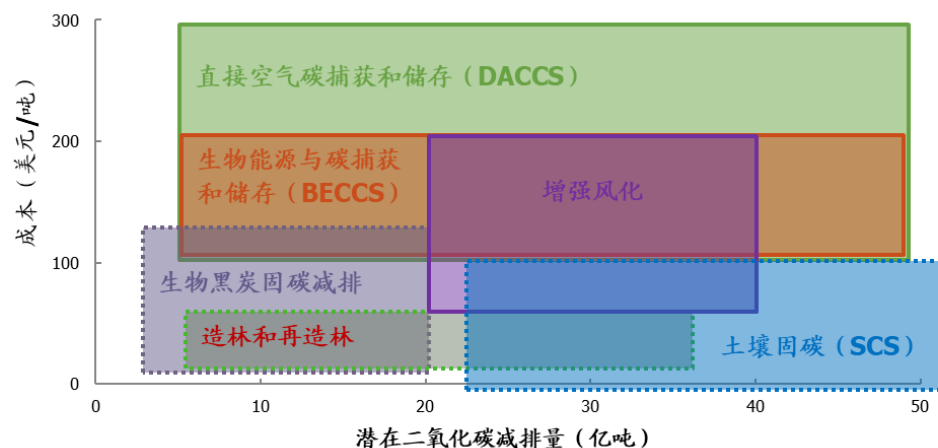 300
直接空气碳捕获和储存（DACCS）
200
生物能源与碳捕获
和储存（BECCS）
增强风化
成本（美元/吨）
100
生物黑炭固碳减排
造林和再造林
土壤固碳（SCS）
0
0 10 20 30 40 50
潜在二氧化碳减排量（亿吨）